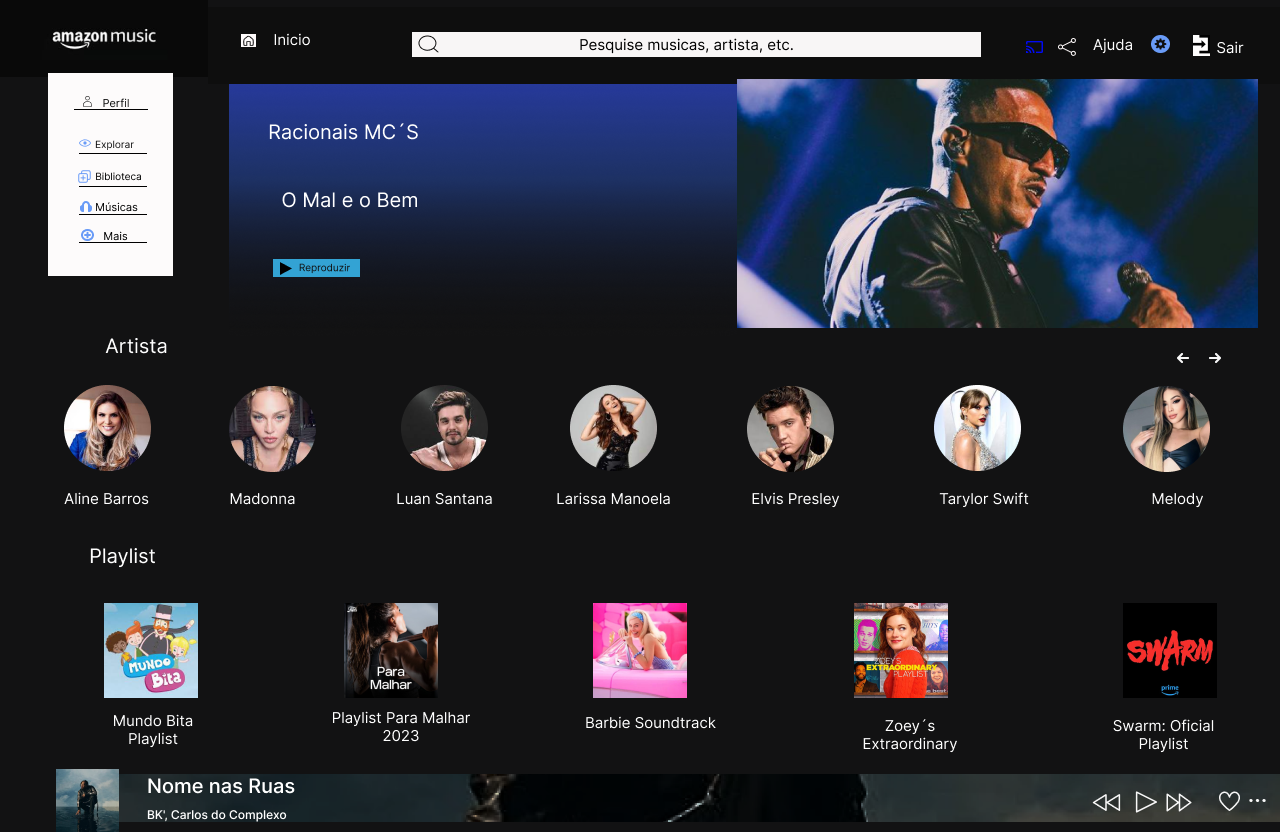 amazon music
Inicio
Pesquise musicas, artista, etc.
Ajuda
Sair
Perfil
Explorar
Biblioteca
Músicas
Mais
Racionais MC´S
O Mal e o Bem
Reproduzir
Artista
Aline Barros
Madonna
Luan Santana
Larissa Manoela
Elvis Presley
Tarylor Swift
Melody
Playlist
MUNDO
Bita
Para
Malhar
ZOEY'S
EXTRAORDINARY
PLAYLIST
SWARM
prime
Mundo Bita
Playlist
Playlist Para Malhar
2023
Barbie Soundtrack
Zoey´s
Extraordinary
Swarm: Oficial
Playlist
Nome nas Ruas
BK', Carlos do Complexo